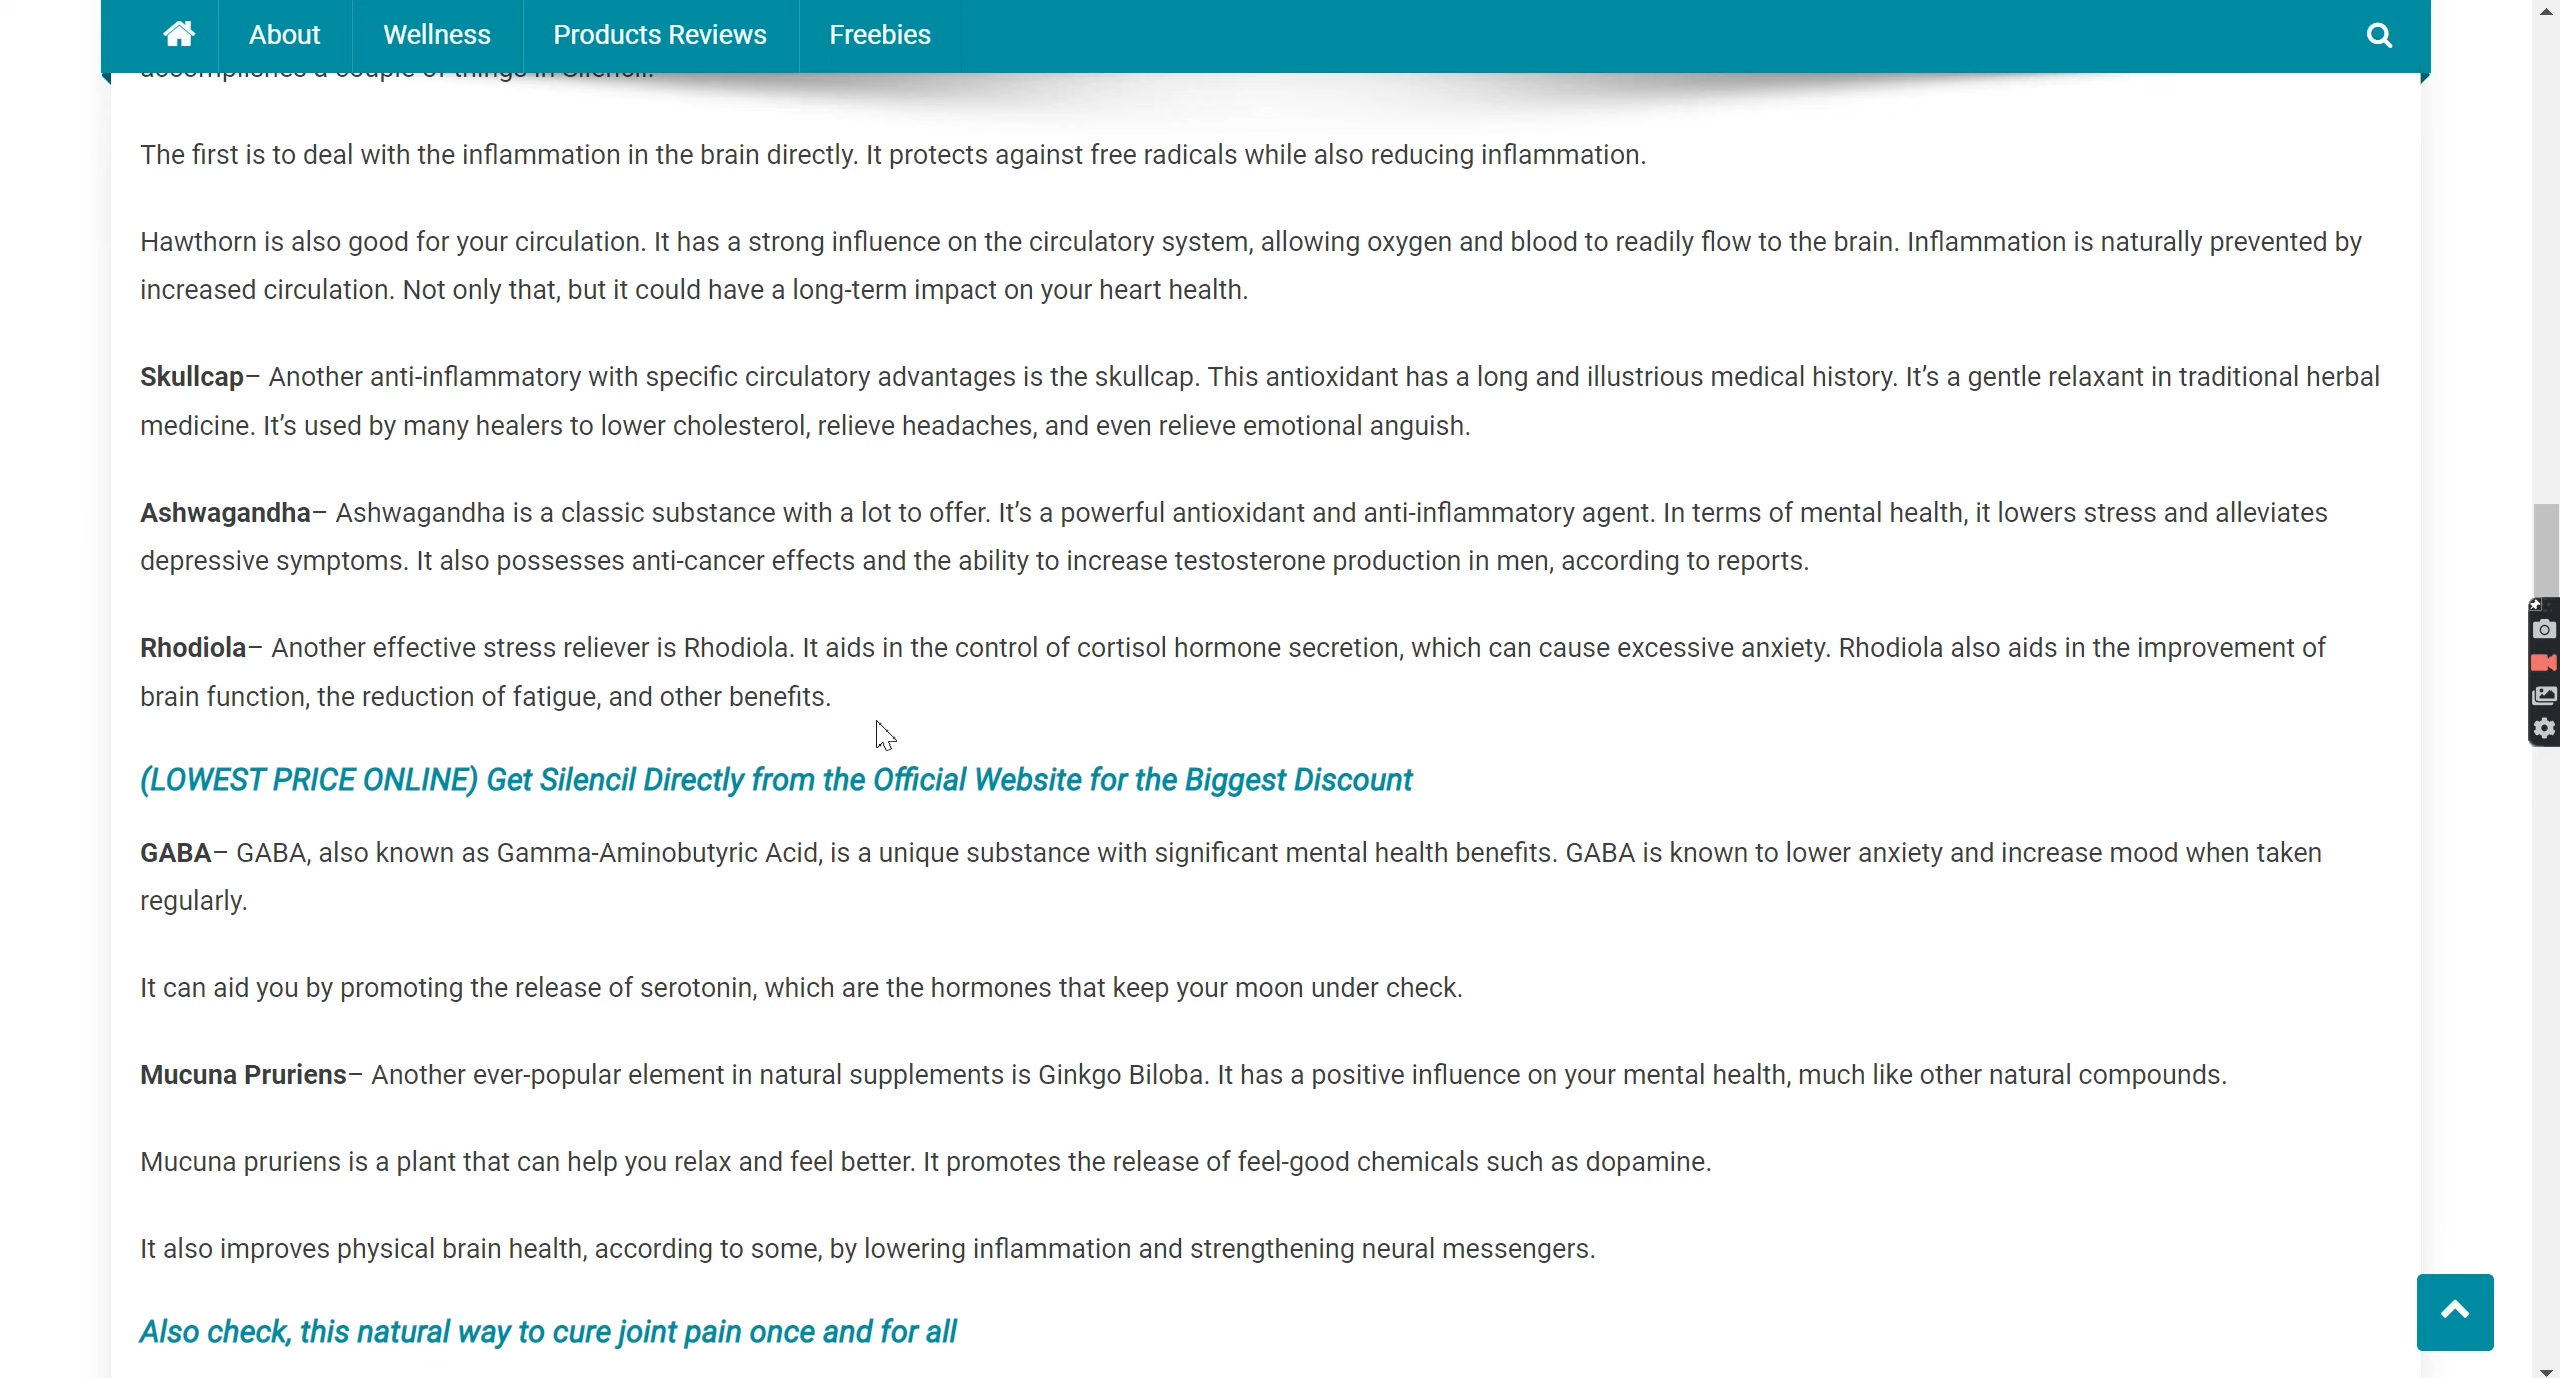 About Wellness Products Reviews Freebies
accomplishes a couple of things in Silencil.
The first is to deal with the inflammation in the brain directly. It protects against free radicals while also reducing inflammation.
Hawthorn is also good for your circulation. It has a strong influence on the circulatory system, allowing oxygen and blood to readily flow to the brain. Inflammation is naturally prevented by
increased circulation. Not only that, but it could have a long-term impact on your heart health.
Skullcap– Another anti-inflammatory with specific circulatory advantages is the skullcap. This antioxidant has a long and illustrious medical history. It’s a gentle relaxant in traditional herbal
medicine. It’s used by many healers to lower cholesterol, relieve headaches, and even relieve emotional anguish.
Ashwagandha– Ashwagandha is a classic substance with a lot to offer. It’s a powerful antioxidant and anti-inflammatory agent. In terms of mental health, it lowers stress and alleviates
depressive symptoms. It also possesses anti-cancer effects and the ability to increase testosterone production in men, according to reports.
Rhodiola– Another effective stress reliever is Rhodiola. It aids in the control of cortisol hormone secretion, which can cause excessive anxiety. Rhodiola also aids in the improvement of
brain function, the reduction of fatigue, and other benefits.
(LOWEST PRICE ONLINE) Get Silencil Directly from the Official Website for the Biggest Discount
GABA– GABA, also known as Gamma-Aminobutyric Acid, is a unique substance with significant mental health benefits. GABA is known to lower anxiety and increase mood when taken
regularly.
It can aid you by promoting the release of serotonin, which are the hormones that keep your moon under check.
Mucuna Pruriens– Another ever-popular element in natural supplements is Ginkgo Biloba. It has a positive influence on your mental health, much like other natural compounds.
Mucuna pruriens is a plant that can help you relax and feel better. It promotes the release of feel-good chemicals such as dopamine.
It also improves physical brain health, according to some, by lowering inflammation and strengthening neural messengers.
Also check, this natural way to cure joint pain once and for all